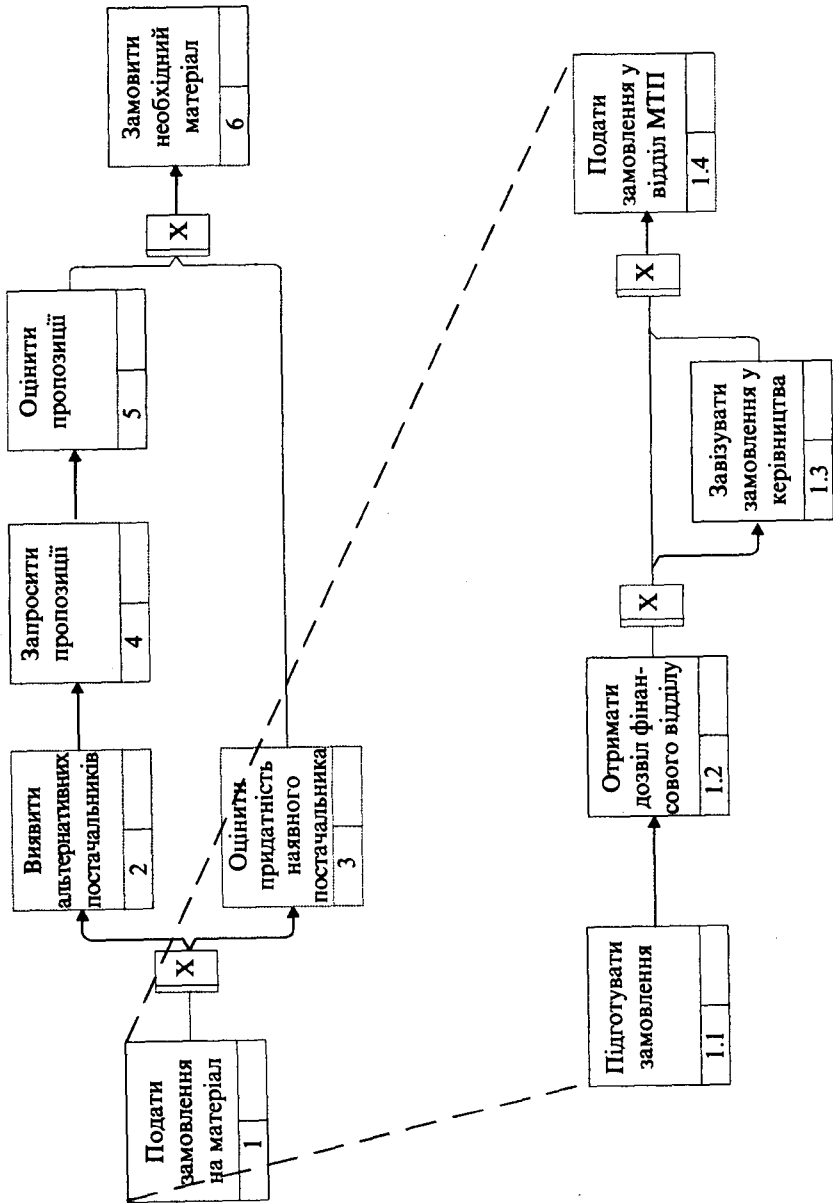 Подати
замовлення
на матеріал
1
X
Виявити
альтернативних
постачальників
2
Оцінити
придатність
наявного
постачальника
3
Запросити
пропозиції
4
Оцінити
пропозиції
5
X
Замовити
необхідний
матеріал
6
Підготувати
замовлення
1.1
Отримати
дозвіл фінан-
сового відділу
1.2
X
Завізувати
замовлення у
керівництва
1.3
X
Подати
замовлення у
відділ МТП
1.4